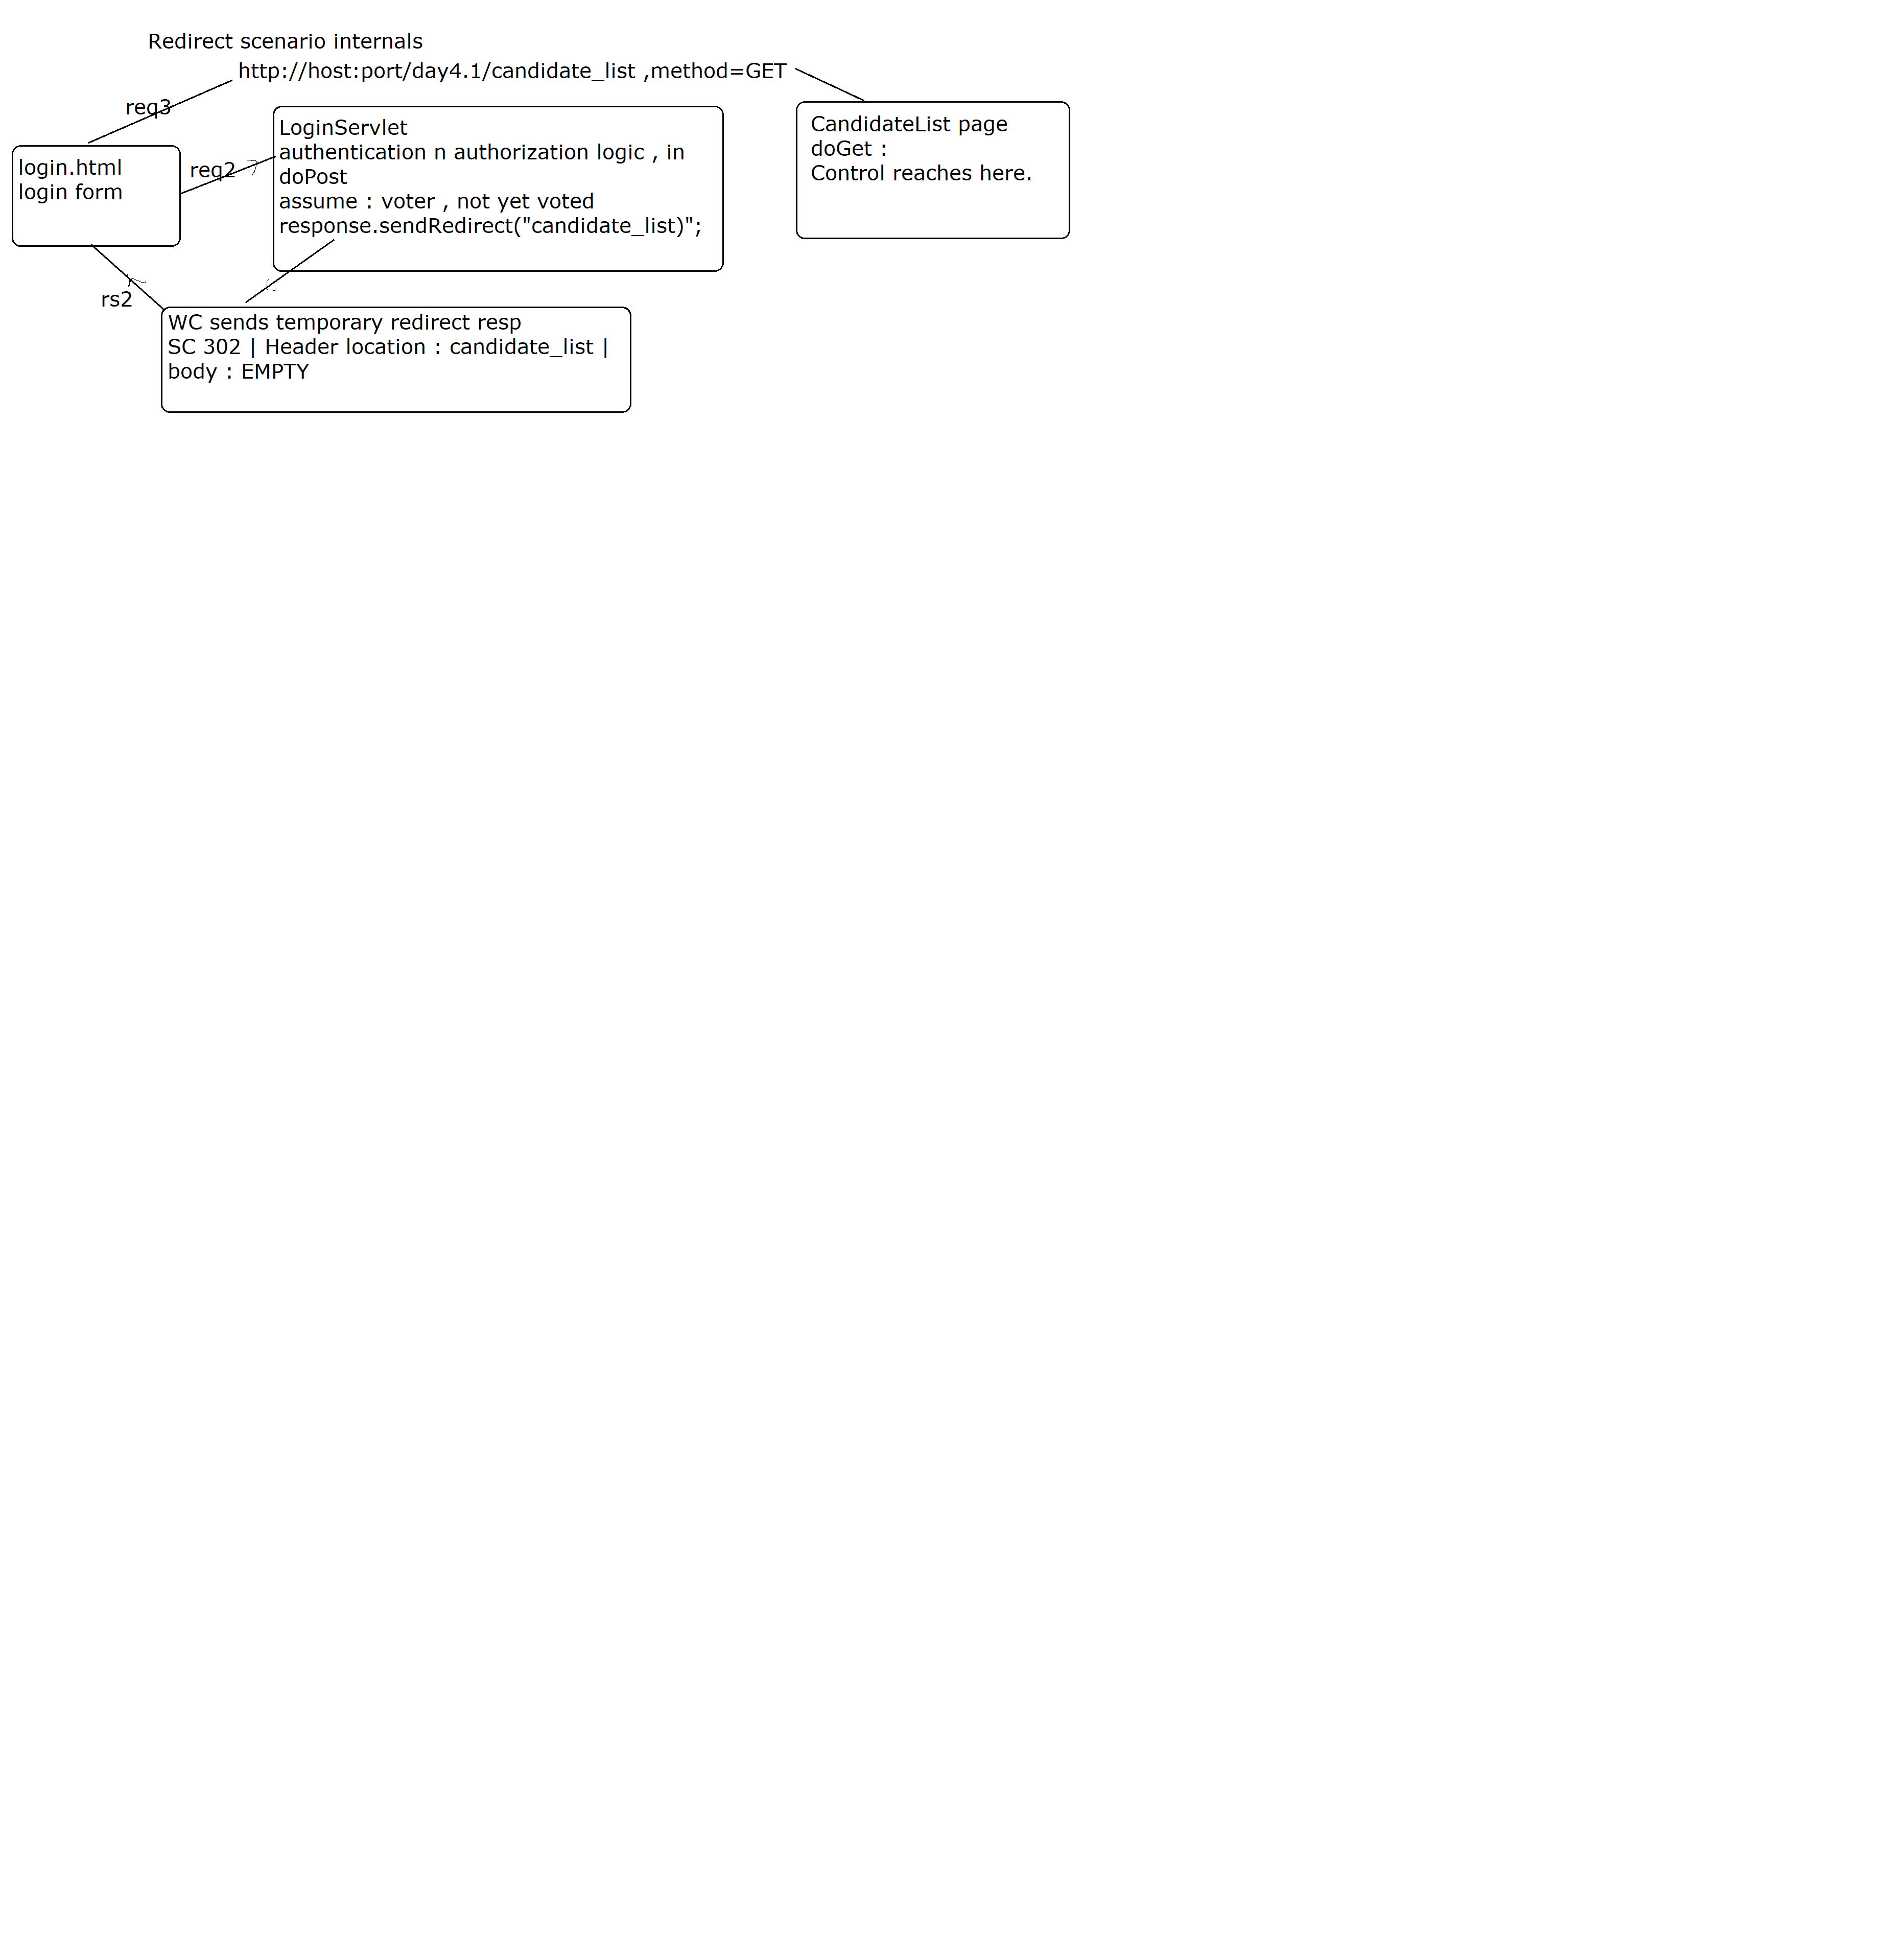 Redirect scenario internals
http://host:port/day4.1/candidate_list ,method=GET
req3
login.html
login form
req2
LoginServlet
authentication n authorization logic , in
doPost
assume : voter , not yet voted
response.sendRedirect("candidate_list)";
CandidateList page
doGet :
Control reaches here.
rs2
WC sends temporary redirect resp
SC 302 | Header location : candidate_list |
body : EMPTY